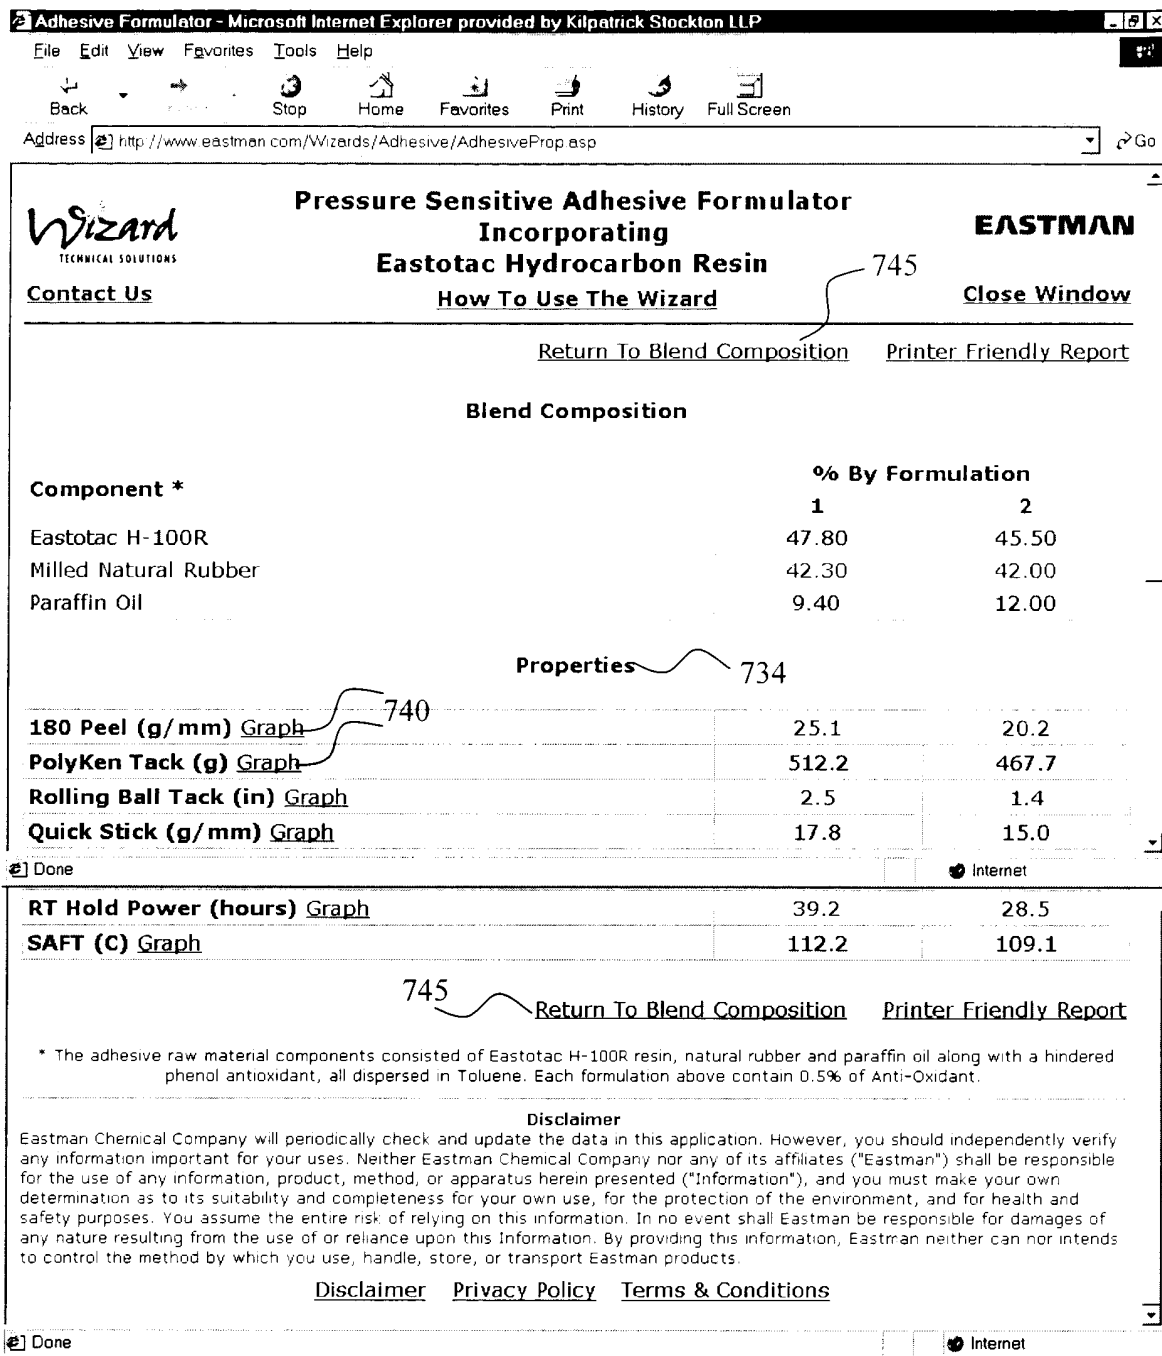 Adhesive Formulator - Microsoft Internet Explorer provided by Kilpatrick Stockton LLP
File Edit View Favorites Tools Help
Back Stop Home Favorites Print History Full Screen
Address http://www.eastman.com/Wizards/Adhesive/AdhesiveProp.asp Go
Wizard
TECHNICAL SOLUTIONS
Pressure Sensitive Adhesive Formulator
Incorporating
Eastotac Hydrocarbon Resin
EASTMAN
745
Contact Us How To Use The Wizard Close Window
Return To Blend Composition Printer Friendly Report
Blend Composition
Component * % By Formulation
1 2
Eastotac H-100R 47.80 45.50
Milled Natural Rubber 42.30 42.00
Paraffin Oil 9.40 12.00
Properties 734
740
180 Peel (g/mm) Graph 25.1 20.2
PolyKen Tack (g) Graph 512.2 467.7
Rolling Ball Tack (in) Graph 2.5 1.4
Quick Stick (g/mm) Graph 17.8 15.0
Done Internet
RT Hold Power (hours) Graph 39.2 28.5
SAFT (C) Graph 112.2 109.1
745
Return To Blend Composition Printer Friendly Report
* The adhesive raw material components consisted of Eastotac H-100R resin, natural rubber and paraffin oil along with a hindered
phenol antioxidant, all dispersed in Toluene. Each formulation above contain 0.5% of Anti-Oxidant.
Disclaimer
Eastman Chemical Company will periodically check and update the data in this application. However, you should independently verify
any information important for your uses. Neither Eastman Chemical Company nor any of its affiliates ("Eastman") shall be responsible
for the use of any information, product, method, or apparatus herein presented ("Information"), and you must make your own
determination as to its suitability and completeness for your own use, for the protection of the environment, and for health and
safety purposes. You assume the entire risk of relying on this information. In no event shall Eastman be responsible for damages of
any nature resulting from the use of or reliance upon this Information. By providing this information, Eastman neither can nor intends
to control the method by which you use, handle, store, or transport Eastman products.
Disclaimer Privacy Policy Terms & Conditions
Done Internet